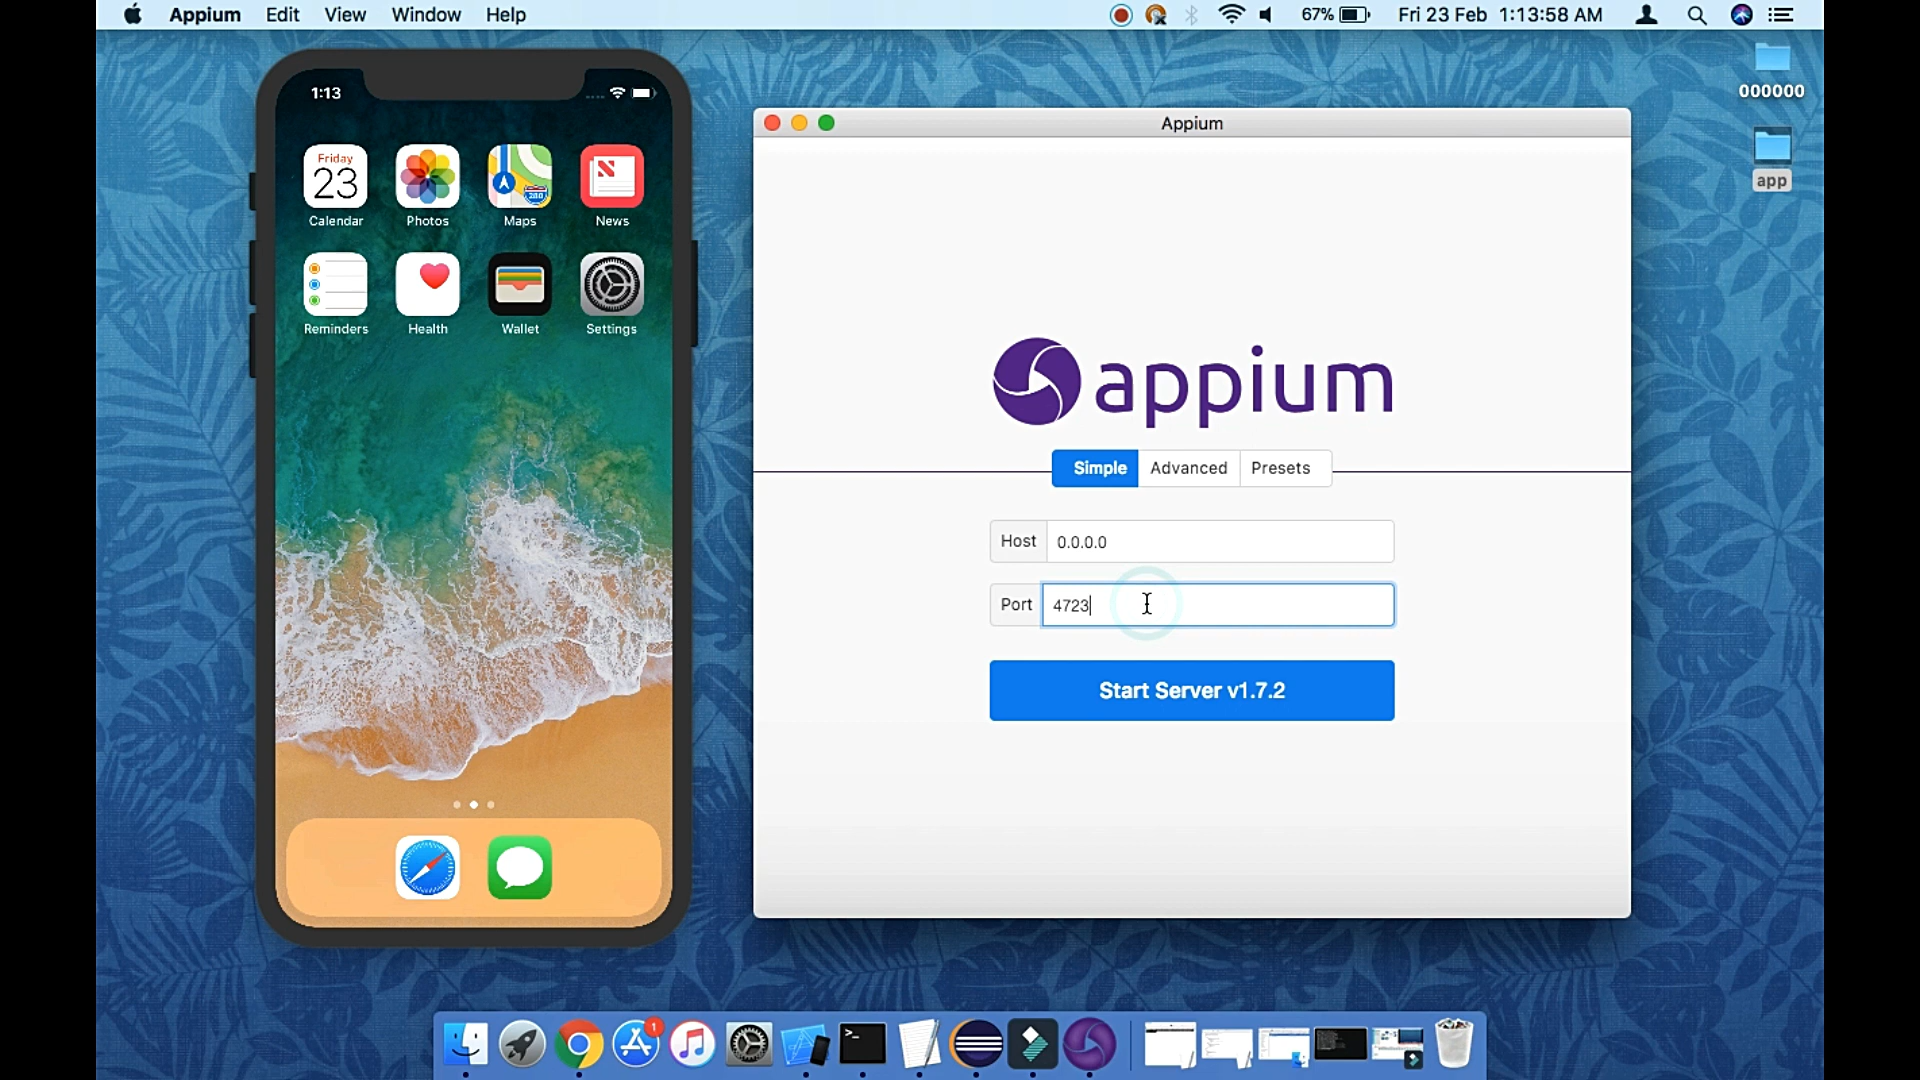 Appium Edit View Window Help
67% Fri 23 Feb 1:13:58 AM
000000
app
1:13
Friday
23
Calendar Photos Maps News
280
Reminders Health Wallet Settings
Appium
appium
Simple Advanced Presets
Host 0.0.0.0
Port 4723
Start Server v1.7.2
1
>_